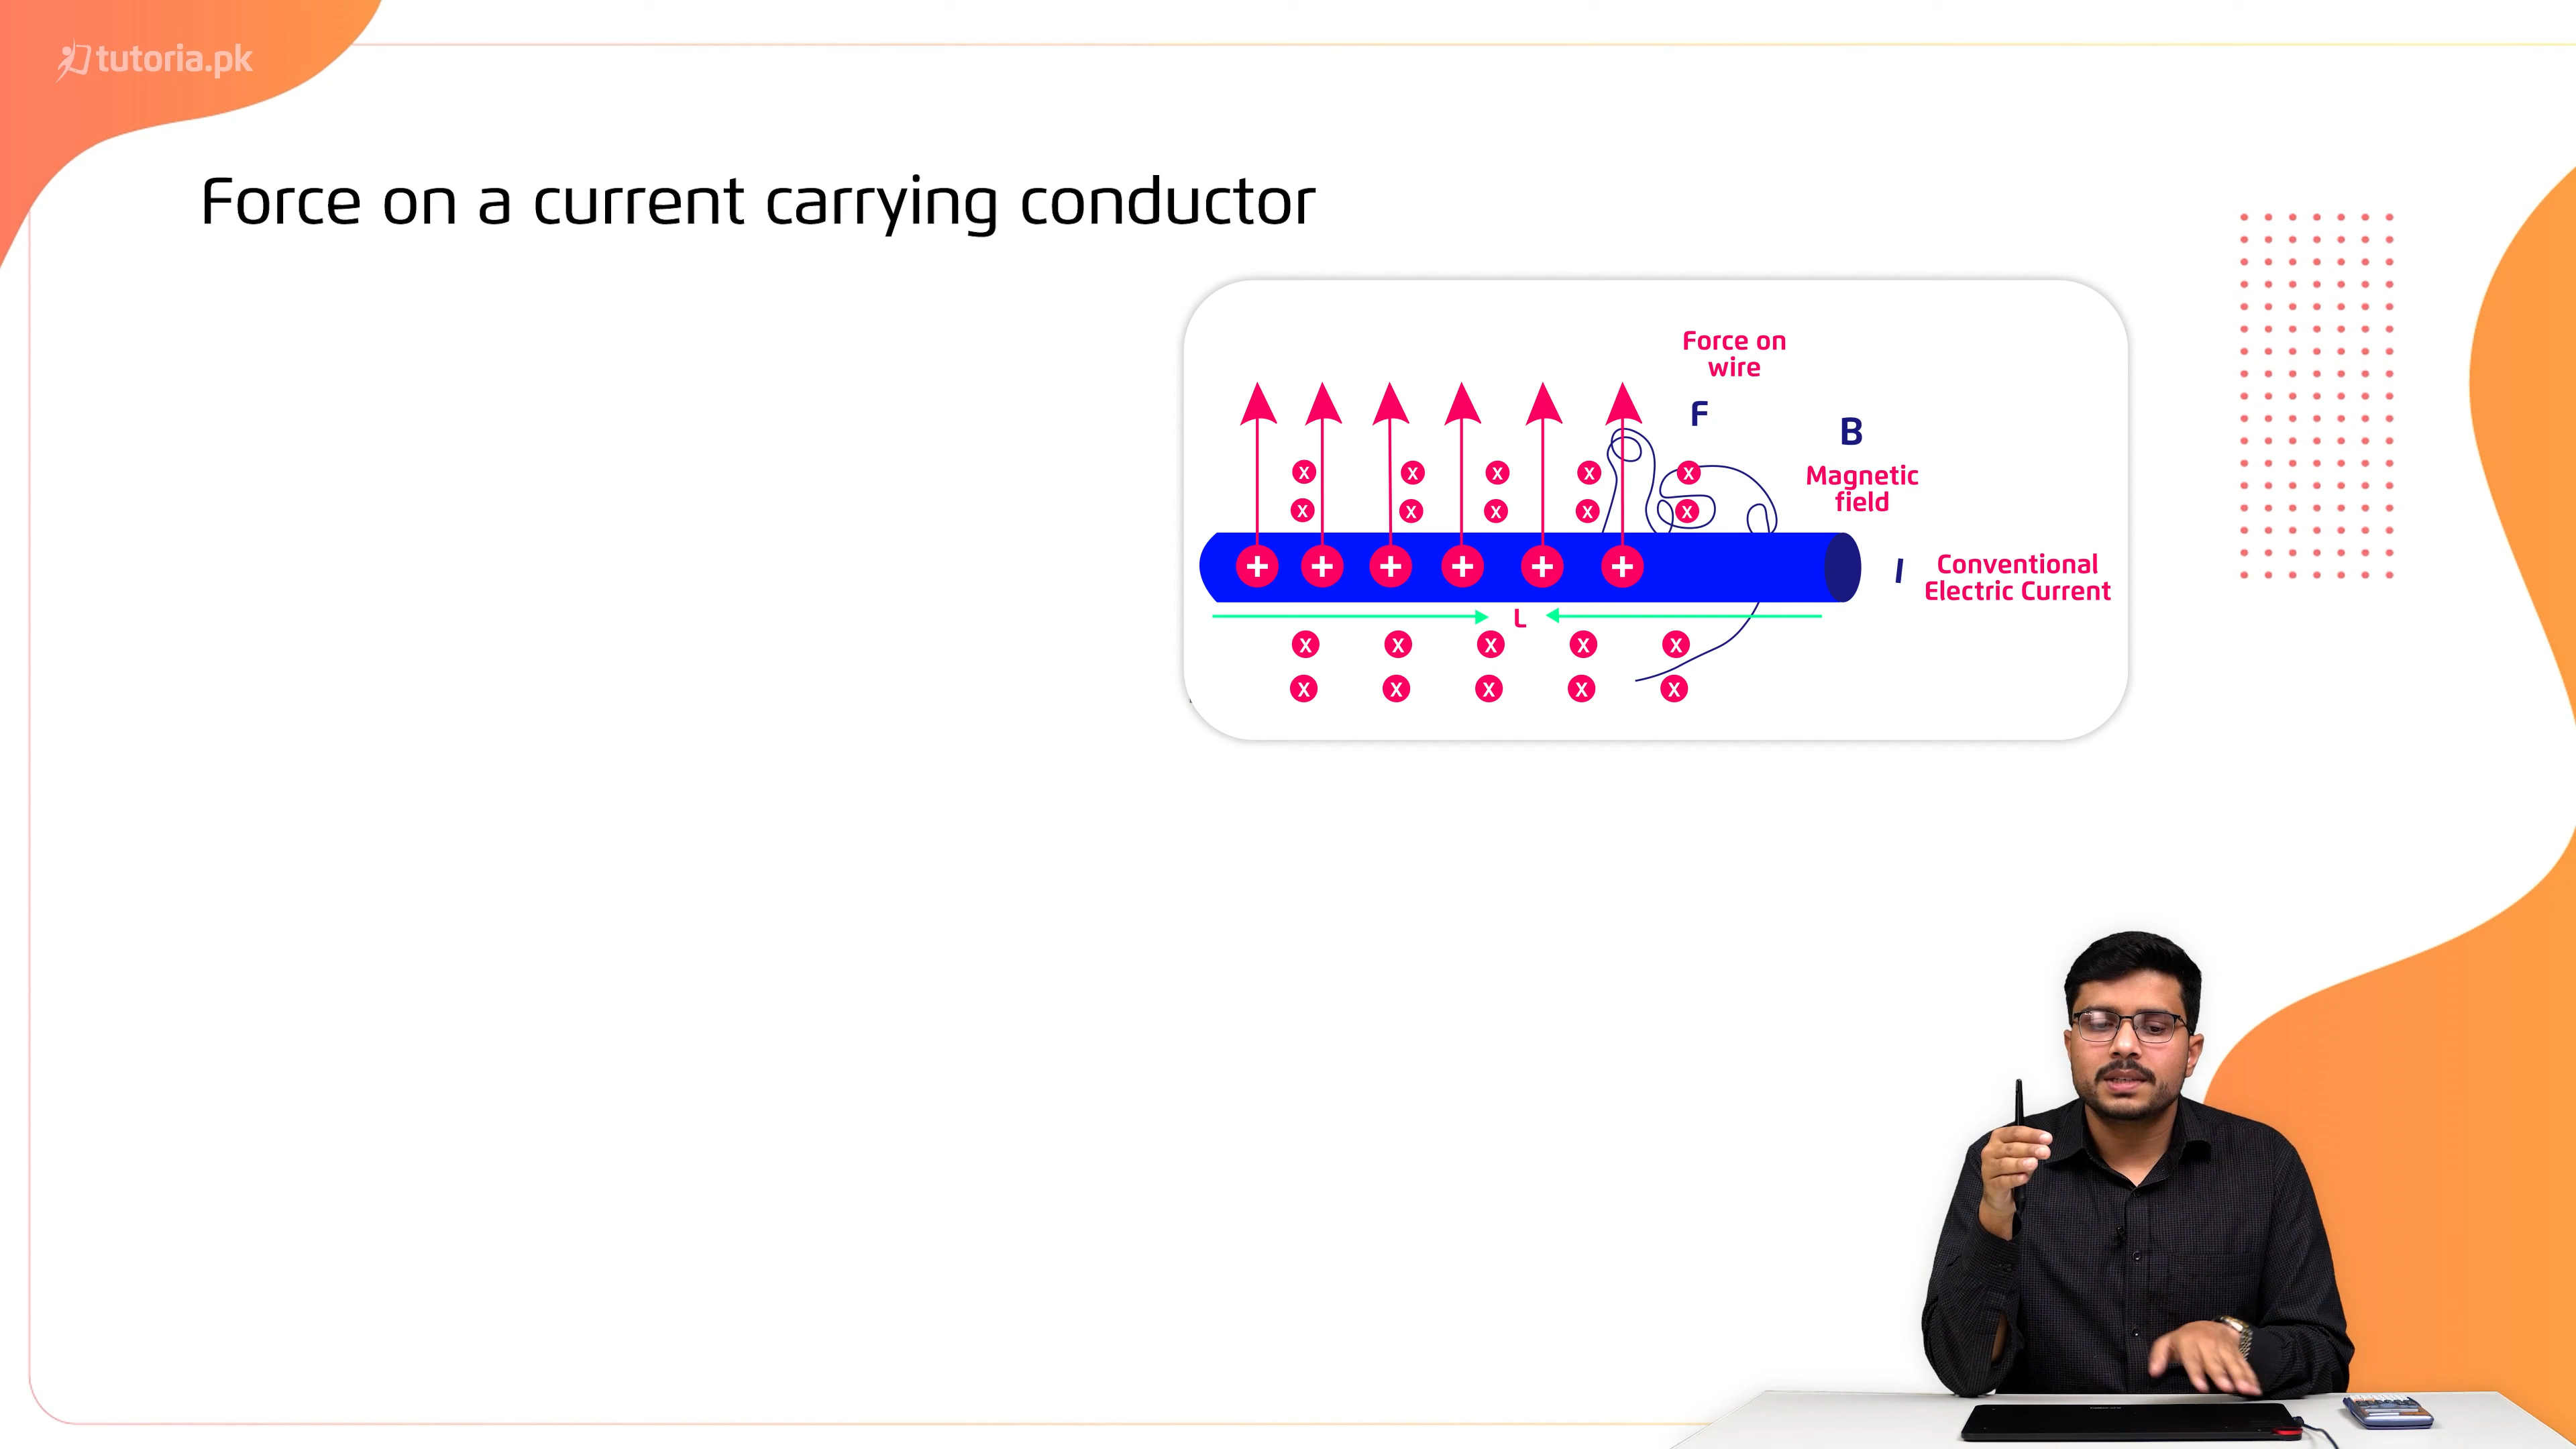 tutoria.pk
Force on a current carrying conductor
Force on
wire
F
B
Magnetic
field
X X X X X
X X X X X
+ + + + + +
I
Conventional
Electric Current
L
X X X X X
X X X X X